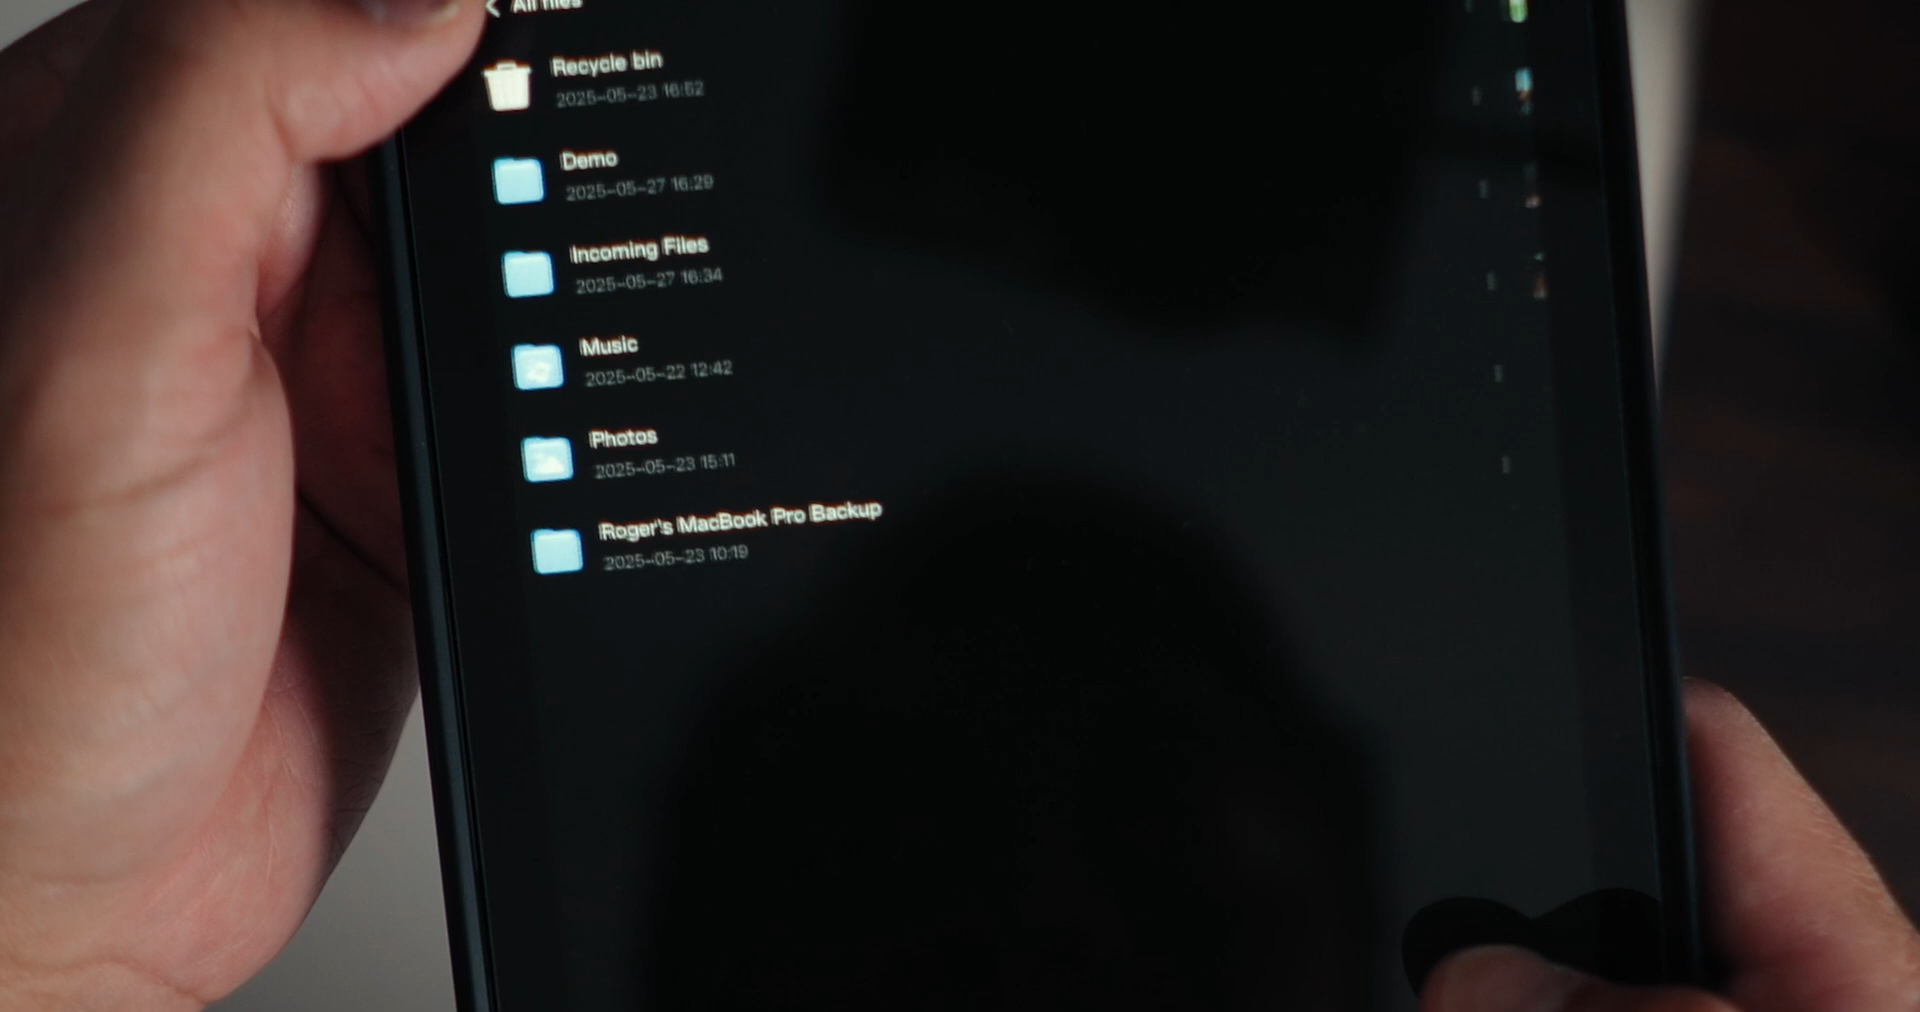 All files
Recycle bin
2025-05-23 16:52
Demo
2025-05-27 16:29
Incoming Files
2025-05-27 16:34
Music
2025-05-22 12:42
Photos
2025-05-23 15:11
Roger's MacBook Pro Backup
2025-05-23 10:19